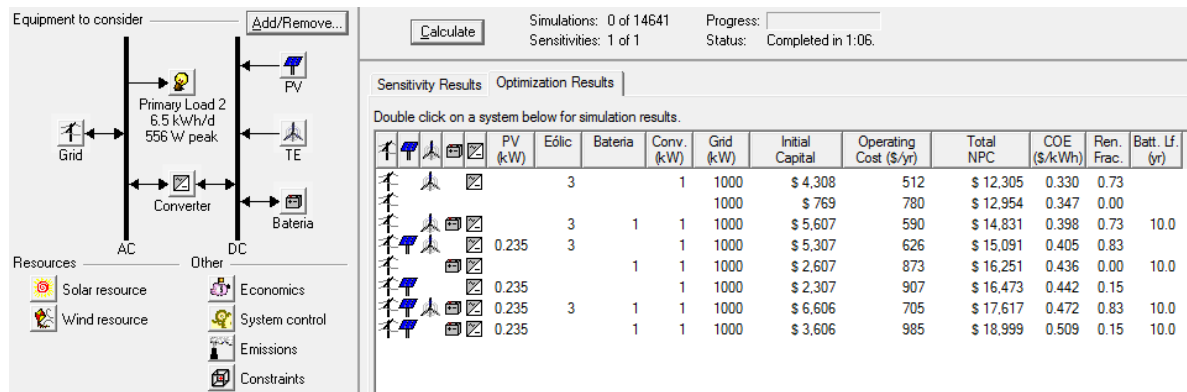 Equipment to consider
Add/Remove...
PV
Primary Load 2
6.5 kWh/d
556 W peak
Grid
TE
Converter
Bateria
AC
DC
Resources
Other
Solar resource
Economics
Wind resource
System control
Emissions
Constraints
Calculate
Simulations: 0 of 14641
Progress:
Sensitivities: 1 of 1
Status: Completed in 1:06.
Sensitivity Results
Optimization Results
Double click on a system below for simulation results.
PV (kW) Eólic Bateria Conv. (kW) Grid (kW) Initial Capital Operating Cost ($/yr) Total NPC COE ($/kWh) Ren. Frac. Batt. Lf. (yr)
3 1 1000 $ 4,308 512 $ 12,305 0.330 0.73
1000 $ 769 780 $ 12,954 0.347 0.00
3 1 1 1000 $ 5,607 590 $ 14,831 0.398 0.73 10.0
0.235 3 1 1000 $ 5,307 626 $ 15,091 0.405 0.83
1 1 1000 $ 2,607 873 $ 16,251 0.436 0.00 10.0
0.235 1 1000 $ 2,307 907 $ 16,473 0.442 0.15
0.235 3 1 1 1000 $ 6,606 705 $ 17,617 0.472 0.83 10.0
0.235 1 1 1000 $ 3,606 985 $ 18,999 0.509 0.15 10.0